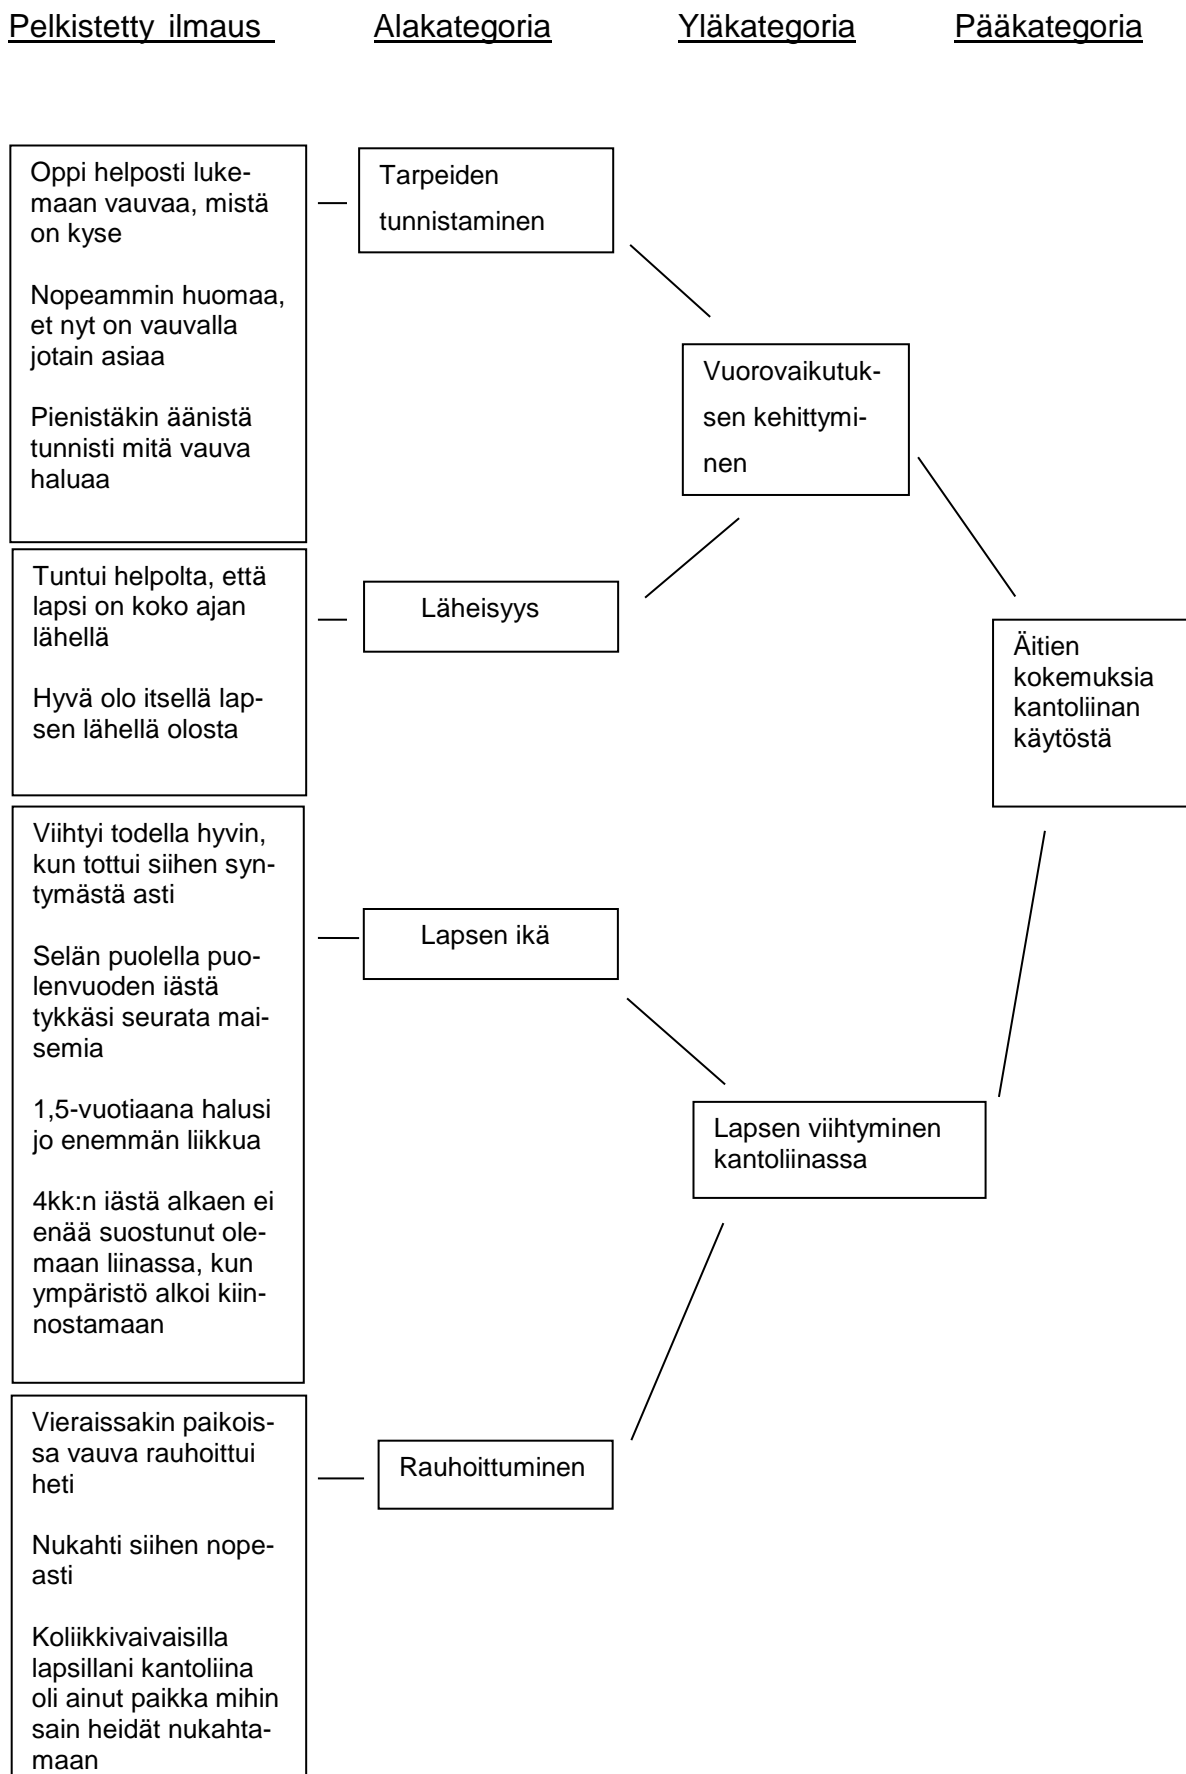 Pelkistetty ilmaus
Alakategoria
Yläkategoria
Pääkategoria
Oppi helposti luke-
maan vauvaa, mistä
on kyse
Nopeammin huomaa,
et nyt on vauvalla
jotain asiaa
Pienistäkin äänistä
tunnisti mitä vauva
haluaa
Tarpeiden
tunnistaminen
Vuorovaikutuk-
sen kehittymi-
nen
Tuntui helpolta, että
lapsi on koko ajan
lähellä
Hyvä olo itsellä lap-
sen lähellä olosta
Läheisyys
Äitien
kokemuksia
kantoliinan
käytöstä
Viihtyi todella hyvin,
kun tottui siihen syn-
tymästä asti
Selän puolella puo-
lenvuoden iästä
tykkäsi seurata mai-
semia
1,5-vuotiaana halusi
jo enemmän liikkua
4kk:n iästä alkaen ei
enää suostunut ole-
maan liinassa, kun
ympäristö alkoi kiin-
nostamaan
Lapsen ikä
Lapsen viihtyminen
kantoliinassa
Vieraissakin paikois-
sa vauva rauhoittui
heti
Nukahti siihen nope-
asti
Koliikkivaivaisilla
lapsillani kantoliina
oli ainut paikka mihin
sain heidät nukahta-
maan
Rauhoittuminen